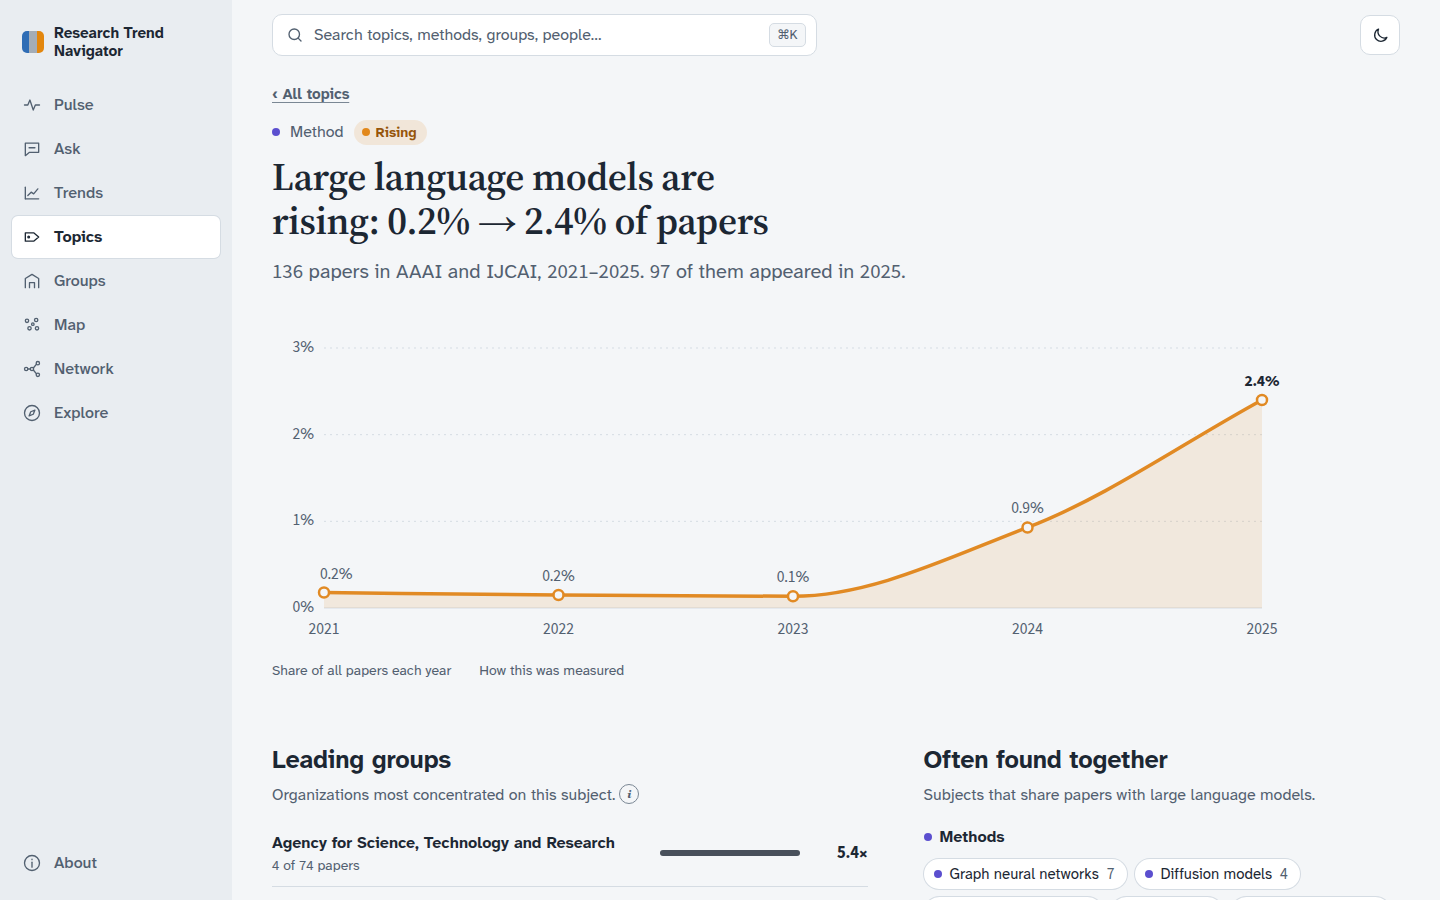 Research Trend
Navigator
Search topics, methods, groups, people...
⌘K
Pulse
Ask
Trends
Topics
Groups
Map
Network
Explore
About
‹ All topics
Method
Rising
Large language models are
rising: 0.2% → 2.4% of papers
136 papers in AAAI and IJCAI, 2021–2025. 97 of them appeared in 2025.
3%
2%
1%
0%
0.2%
0.2%
0.1%
0.9%
2.4%
2021
2022
2023
2024
2025
Share of all papers each year
How this was measured
Leading groups
Organizations most concentrated on this subject. i
Agency for Science, Technology and Research
4 of 74 papers
5.4×
Often found together
Subjects that share papers with large language models.
Methods
Graph neural networks 7
Diffusion models 4